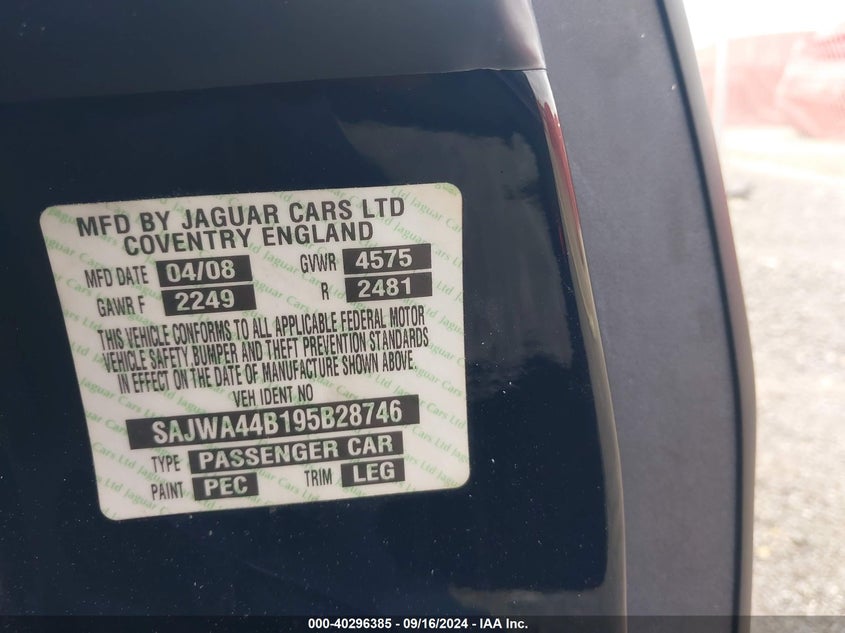 MFD BY JAGUAR CARS LTD
COVENTRY ENGLAND
MFD DATE 04/08 GVWR 4575
GAWR F 2249 R 2481
THIS VEHICLE CONFORMS TO ALL APPLICABLE FEDERAL MOTOR
VEHICLE SAFETY BUMPER AND THEFT PREVENTION STANDARDS
IN EFFECT ON THE DATE OF MANUFACTURE SHOWN ABOVE.
VEH IDENT NO
SAJWA44B195B28746
TYPE PASSENGER CAR
PAINT PEC TRIM LEG
000-40296385 - 09/16/2024 - IAA Inc.